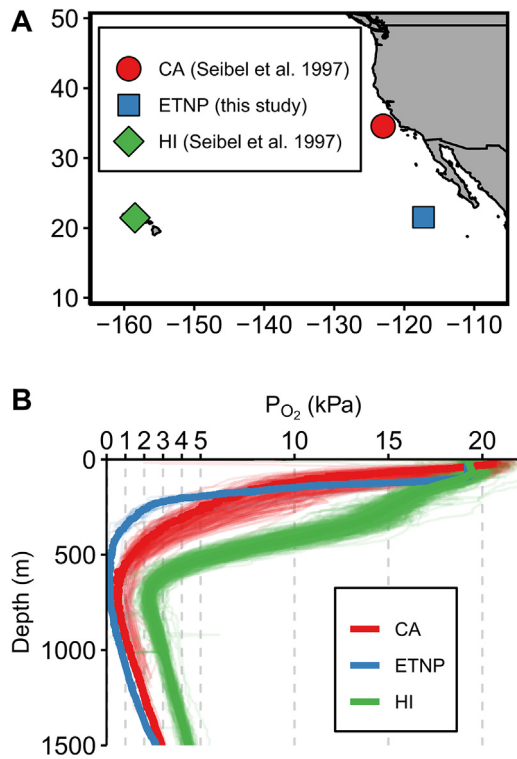 A
50
40
30
20
10
CA (Seibel et al. 1997)
ETNP (this study)
HI (Seibel et al. 1997)
−160 −150 −140 −130 −120 −110
B
P_O₂ (kPa)
0 1 2 3 4 5 10 15 20
0
500
1000
1500
Depth (m)
CA
ETNP
HI